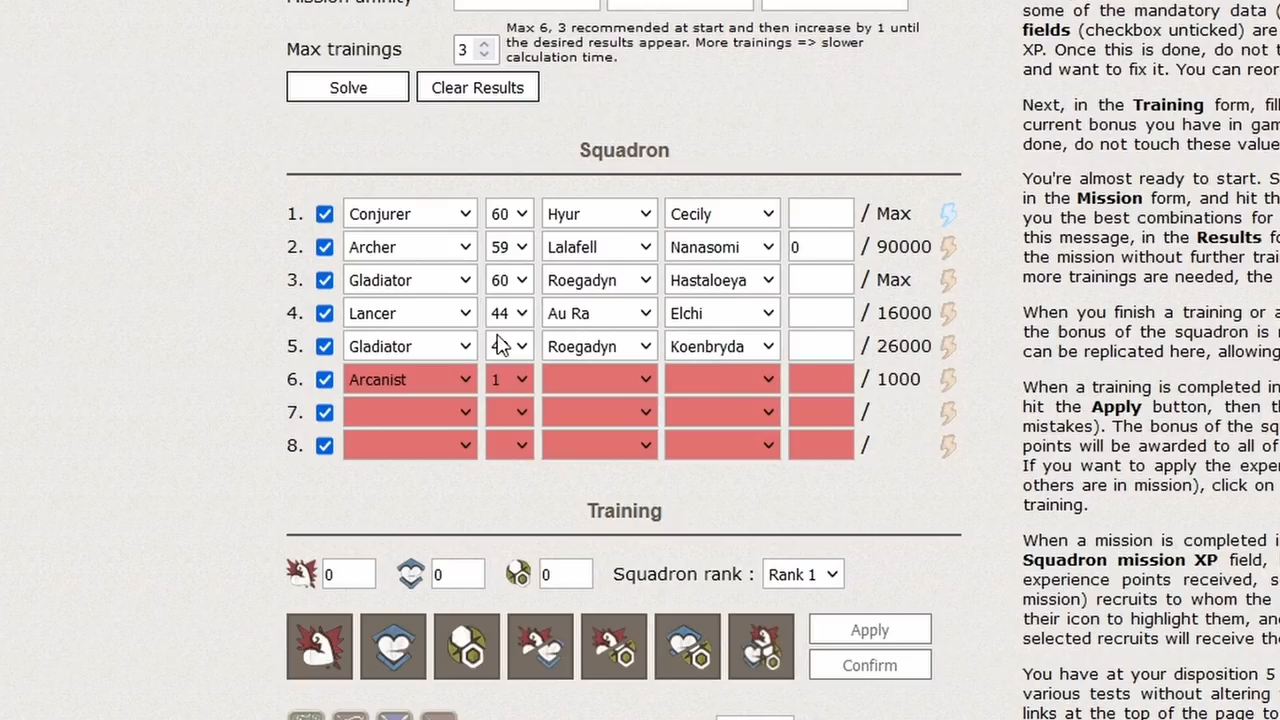 Mission affinity
Max trainings
3
Max 6, 3 recommended at start and then increase by 1 until
the desired results appear. More trainings => slower
calculation time.
Solve
Clear Results
Squadron
1. Conjurer 60 Hyur Cecily / Max
2. Archer 59 Lalafell Nanasomi 0 / 90000
3. Gladiator 60 Roegadyn Hastaloeya / Max
4. Lancer 44 Au Ra Elchi / 16000
5. Gladiator Roegadyn Koenbryda / 26000
6. Arcanist 1 / 1000
7. /
8. /
Training
0 0 0 Squadron rank : Rank 1
Apply
Confirm
some of the mandatory data (
fields (checkbox unticked) are
XP. Once this is done, do not t
and want to fix it. You can reor
Next, in the Training form, fil
current bonus you have in gam
done, do not touch these value
You're almost ready to start. S
in the Mission form, and hit th
you the best combinations for
this message, in the Results fo
the mission without further trai
more trainings are needed, the
When you finish a training or a
the bonus of the squadron is r
can be replicated here, allowing
When a training is completed in
hit the Apply button, then th
mistakes). The bonus of the sq
points will be awarded to all of
If you want to apply the expe
others are in mission), click on
training.
When a mission is completed i
Squadron mission XP field,
experience points received, s
mission) recruits to whom the
their icon to highlight them, an
selected recruits will receive the
You have at your disposition 5
various tests without altering
links at the top of the page to